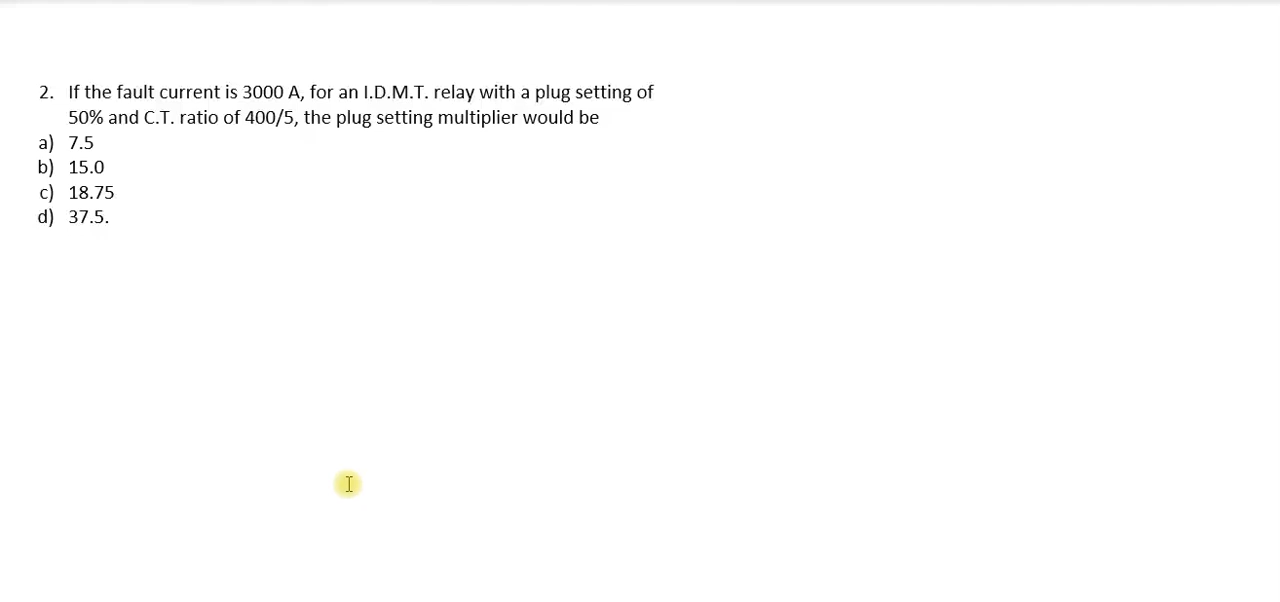 2. If the fault current is 3000 A, for an I.D.M.T. relay with a plug setting of
50% and C.T. ratio of 400/5, the plug setting multiplier would be
a) 7.5
b) 15.0
c) 18.75
d) 37.5.